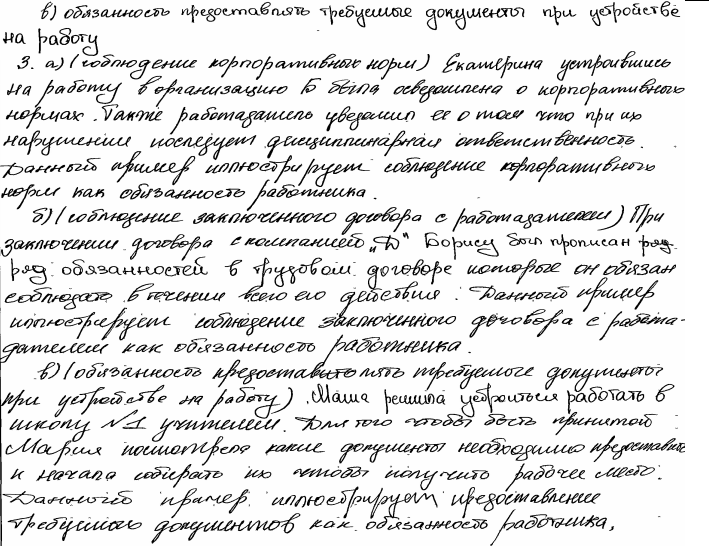 в) обязанность предоставлять требуемые документы при устройстве
на работу
3. а) (соблюдение корпоративных норм) Екатерина устроившись
на работу в организацию Б была осведомлена о корпоративного
нормах. Также работадатель уведомил ее о том что при их
нарушении последует дисциплинарная ответственность.
Данный пример иллюстрирует соблюдение корпоративных
норм как обязанность работника.
б) (соблюдение заключенного договора с работадателем) При
заключении договора с компанией „Д" Борису был прописан ряд
ряд обязанностей в трудовом договоре которые он обязан
соблюдать в течении всего его действия. Данный пример
иллюстрирует соблюдение заключенного договора с работа-
дателем как обязанность работника.
в) (обязанность предоставлять требуемые документы
при устройстве на работу). Маша решила устроиться работать в
школу №1 учителем. Для того чтобы быть принятой
Мария посмотрела какие документы необходимо предоставить
и начала собирать их чтобы получить рабочее место.
Данный пример иллюстрирует предоставление
требуемых документов как обязанность работника.